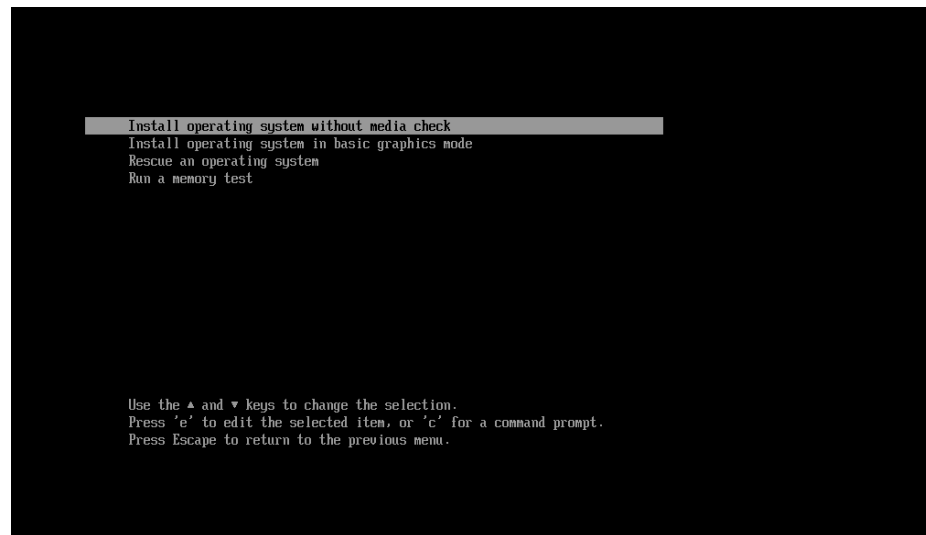 Install operating system without media check
Install operating system in basic graphics mode
Rescue an operating system
Run a memory test
Use the ▲ and ▼ keys to change the selection.
Press 'e' to edit the selected item, or 'c' for a command prompt.
Press Escape to return to the previous menu.